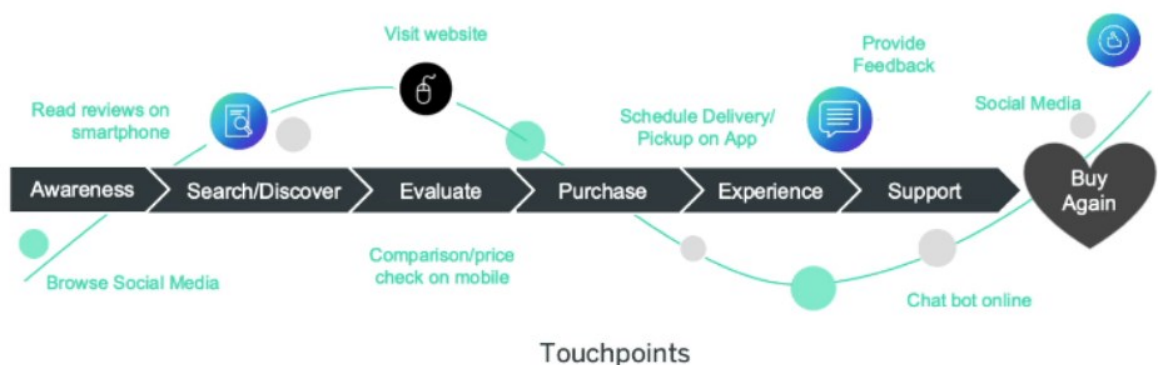 Visit website
Provide
Feedback
Read reviews on
smartphone
Schedule Delivery/
Pickup on App
Social Media
Awareness
Search/Discover
Evaluate
Purchase
Experience
Support
Buy
Again
Browse Social Media
Comparison/price
check on mobile
Chat bot online
Touchpoints